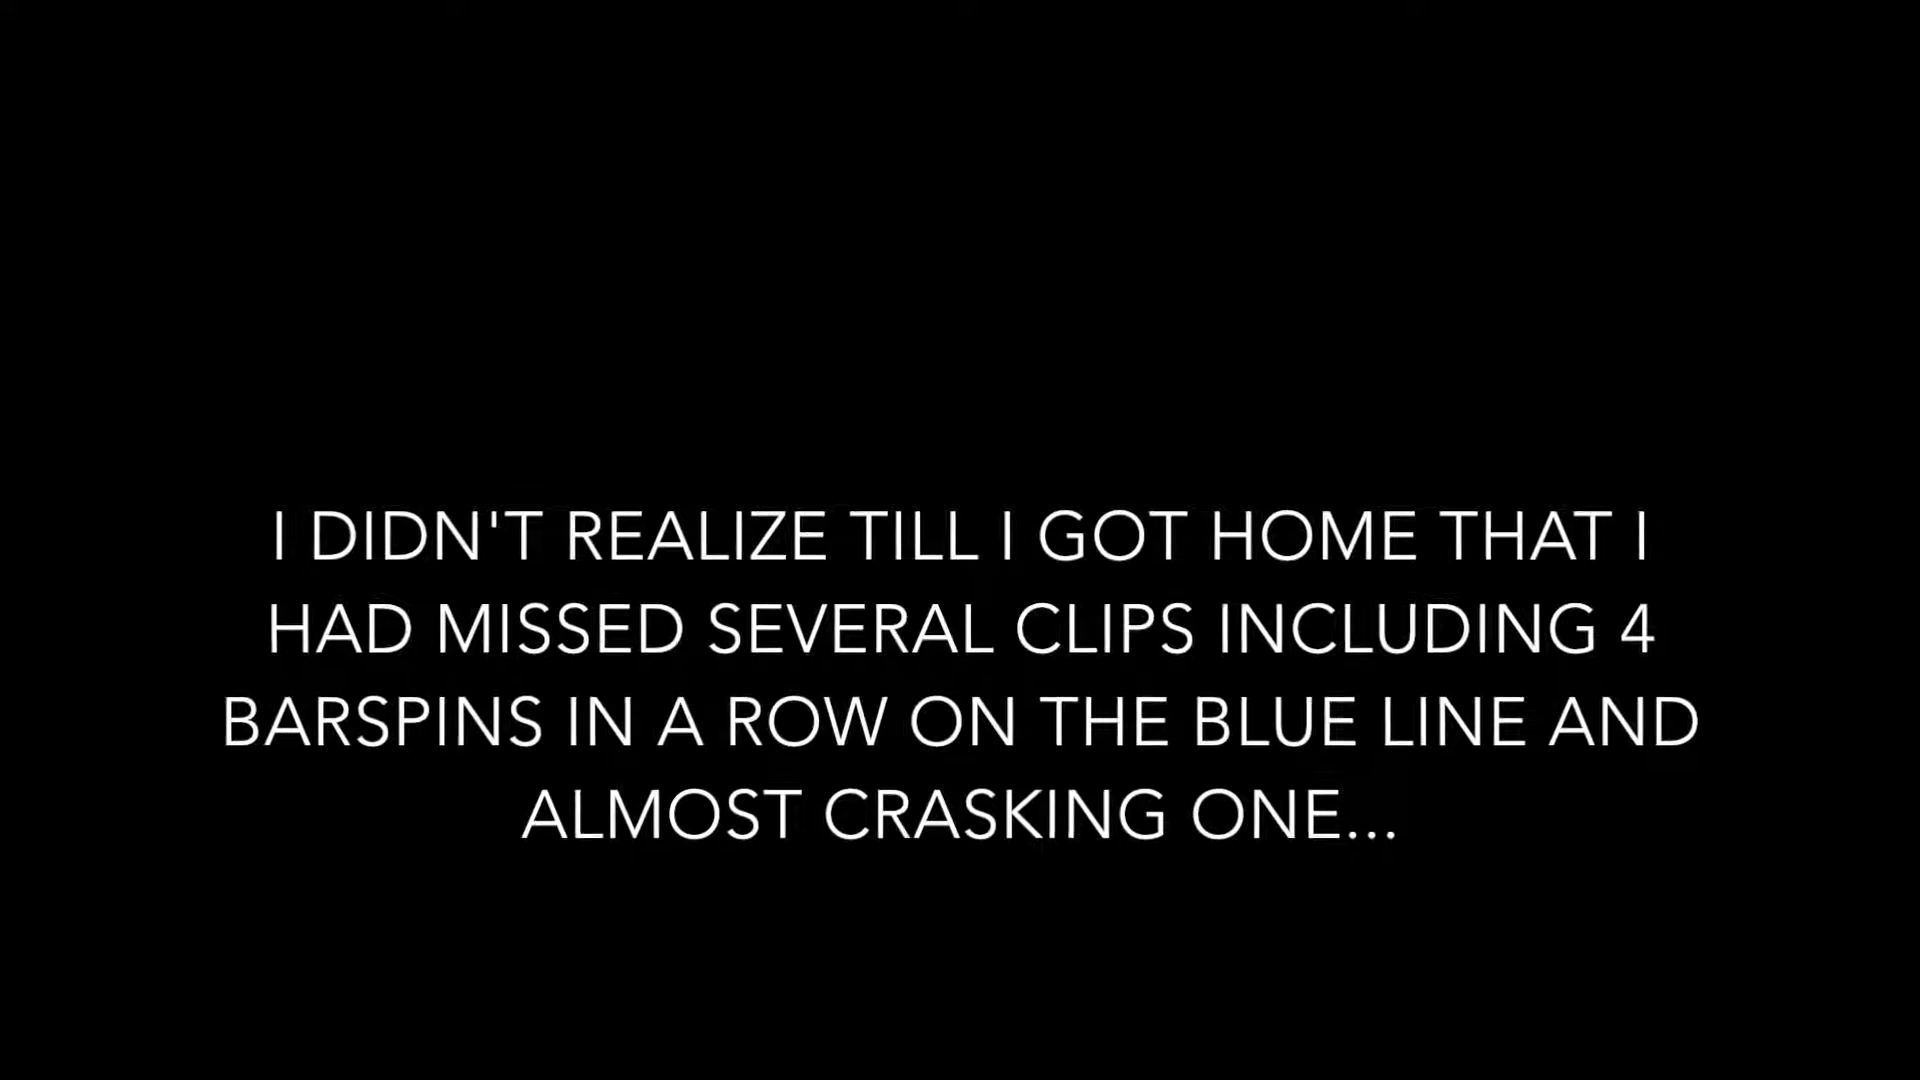 I DIDN'T REALIZE TILL I GOT HOME THAT I
HAD MISSED SEVERAL CLIPS INCLUDING 4
BARSPINS IN A ROW ON THE BLUE LINE AND
ALMOST CRASKING ONE...